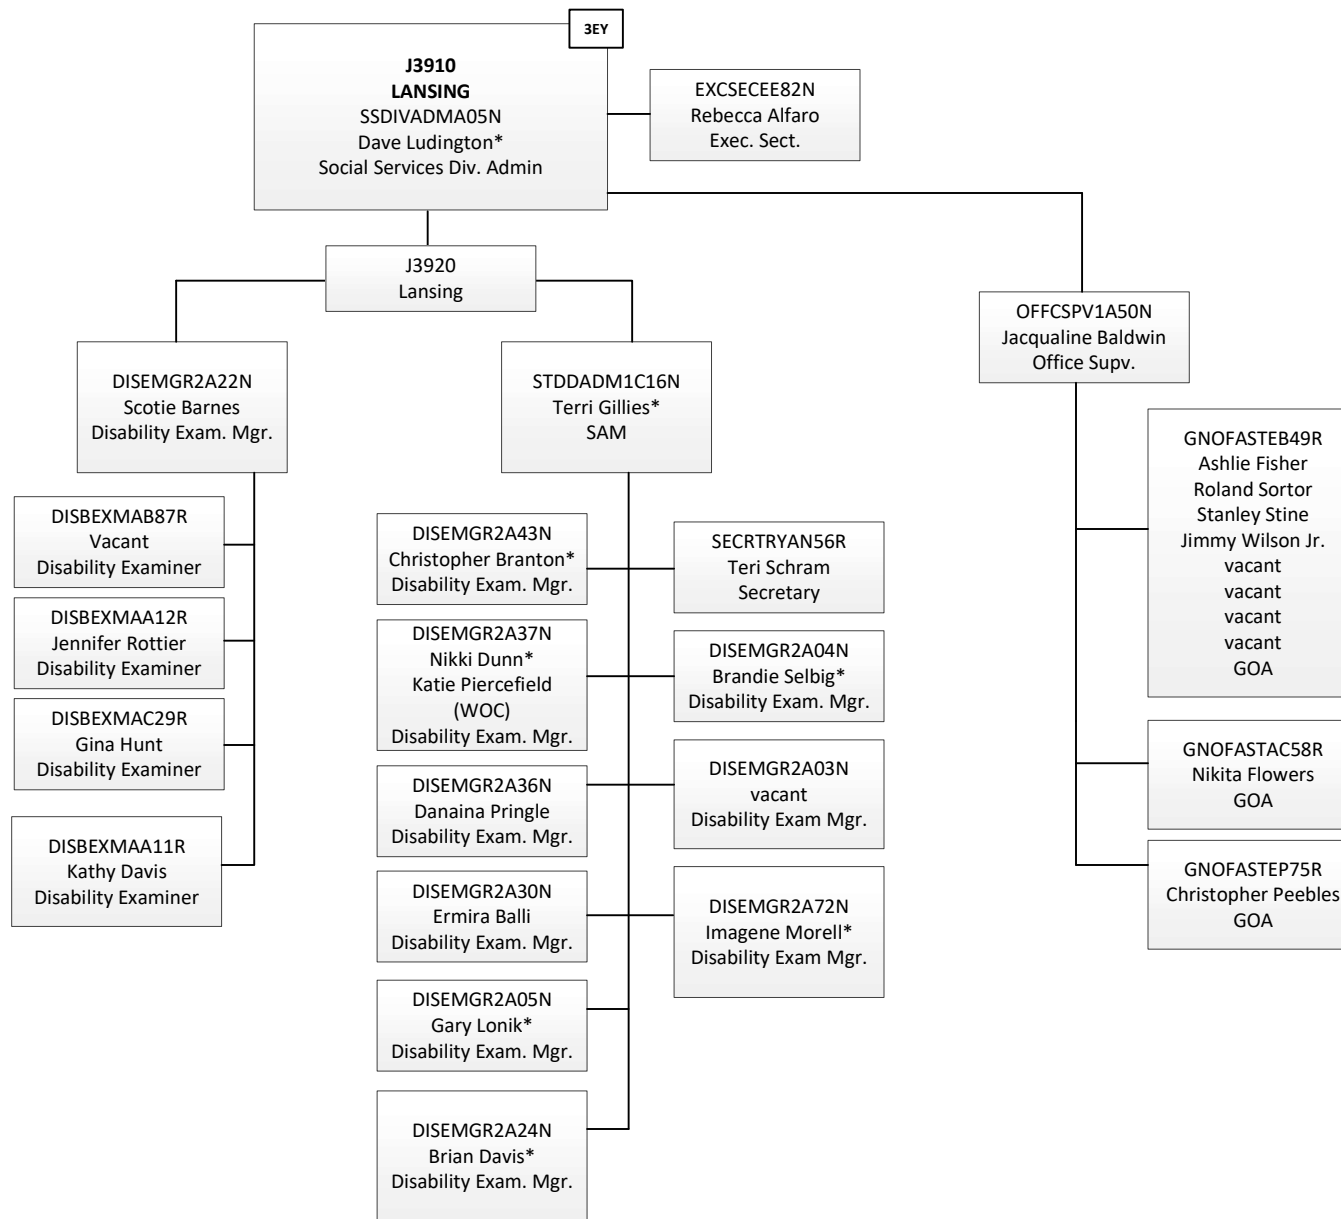 3EY
J3910
LANSING
SSDIVADMA05N
Dave Ludington*
Social Services Div. Admin
EXCSECEE82N
Rebecca Alfaro
Exec. Sect.
J3920
Lansing
OFFCSPV1A50N
Jacqualine Baldwin
Office Supv.
DISEMGR2A22N
Scotie Barnes
Disability Exam. Mgr.
STDDADM1C16N
Terri Gillies*
SAM
DISBEXMAB87R
Vacant
Disability Examiner
DISBEXMAA12R
Jennifer Rottier
Disability Examiner
DISBEXMAC29R
Gina Hunt
Disability Examiner
DISBEXMAA11R
Kathy Davis
Disability Examiner
DISEMGR2A43N
Christopher Branton*
Disability Exam. Mgr.
SECRTRYAN56R
Teri Schram
Secretary
DISEMGR2A37N
Nikki Dunn*
Katie Piercefield
(WOC)
Disability Exam. Mgr.
DISEMGR2A04N
Brandie Selbig*
Disability Exam. Mgr.
DISEMGR2A36N
Danaina Pringle
Disability Exam. Mgr.
DISEMGR2A03N
vacant
Disability Exam Mgr.
DISEMGR2A30N
Ermira Balli
Disability Exam. Mgr.
DISEMGR2A72N
Imagene Morell*
Disability Exam Mgr.
DISEMGR2A05N
Gary Lonik*
Disability Exam. Mgr.
DISEMGR2A24N
Brian Davis*
Disability Exam. Mgr.
GNOFASTEB49R
Ashlie Fisher
Roland Sortor
Stanley Stine
Jimmy Wilson Jr.
vacant
vacant
vacant
vacant
GOA
GNOFASTAC58R
Nikita Flowers
GOA
GNOFASTEP75R
Christopher Peebles
GOA